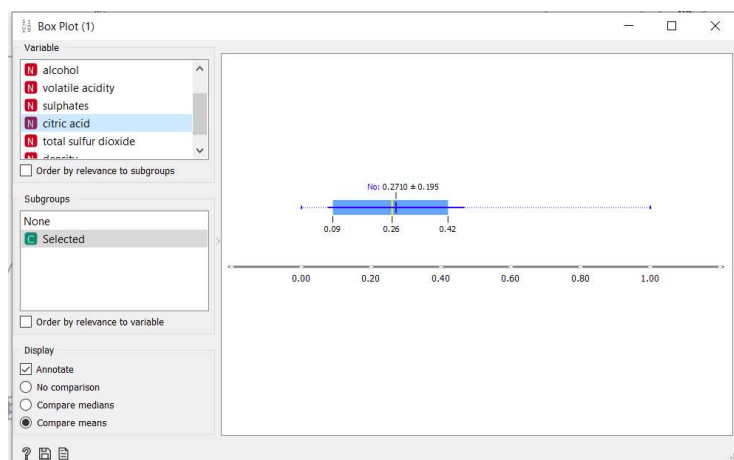 Box Plot (1)
Variable
N alcohol
N volatile acidity
N sulphates
N citric acid
N total sulfur dioxide
N density
Order by relevance to subgroups
Subgroups
None
C Selected
Order by relevance to variable
Display
Annotate
No comparison
Compare medians
Compare means
?
No: 0.2710 ± 0.195
0.09 0.26 0.42
0.00 0.20 0.40 0.60 0.80 1.00